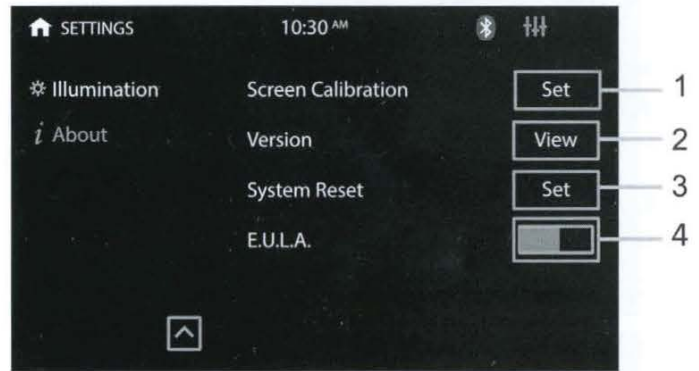 SETTINGS 10:30 AM
Illumination Screen Calibration Set 1
i About Version View 2
System Reset Set 3
E.U.L.A. 4